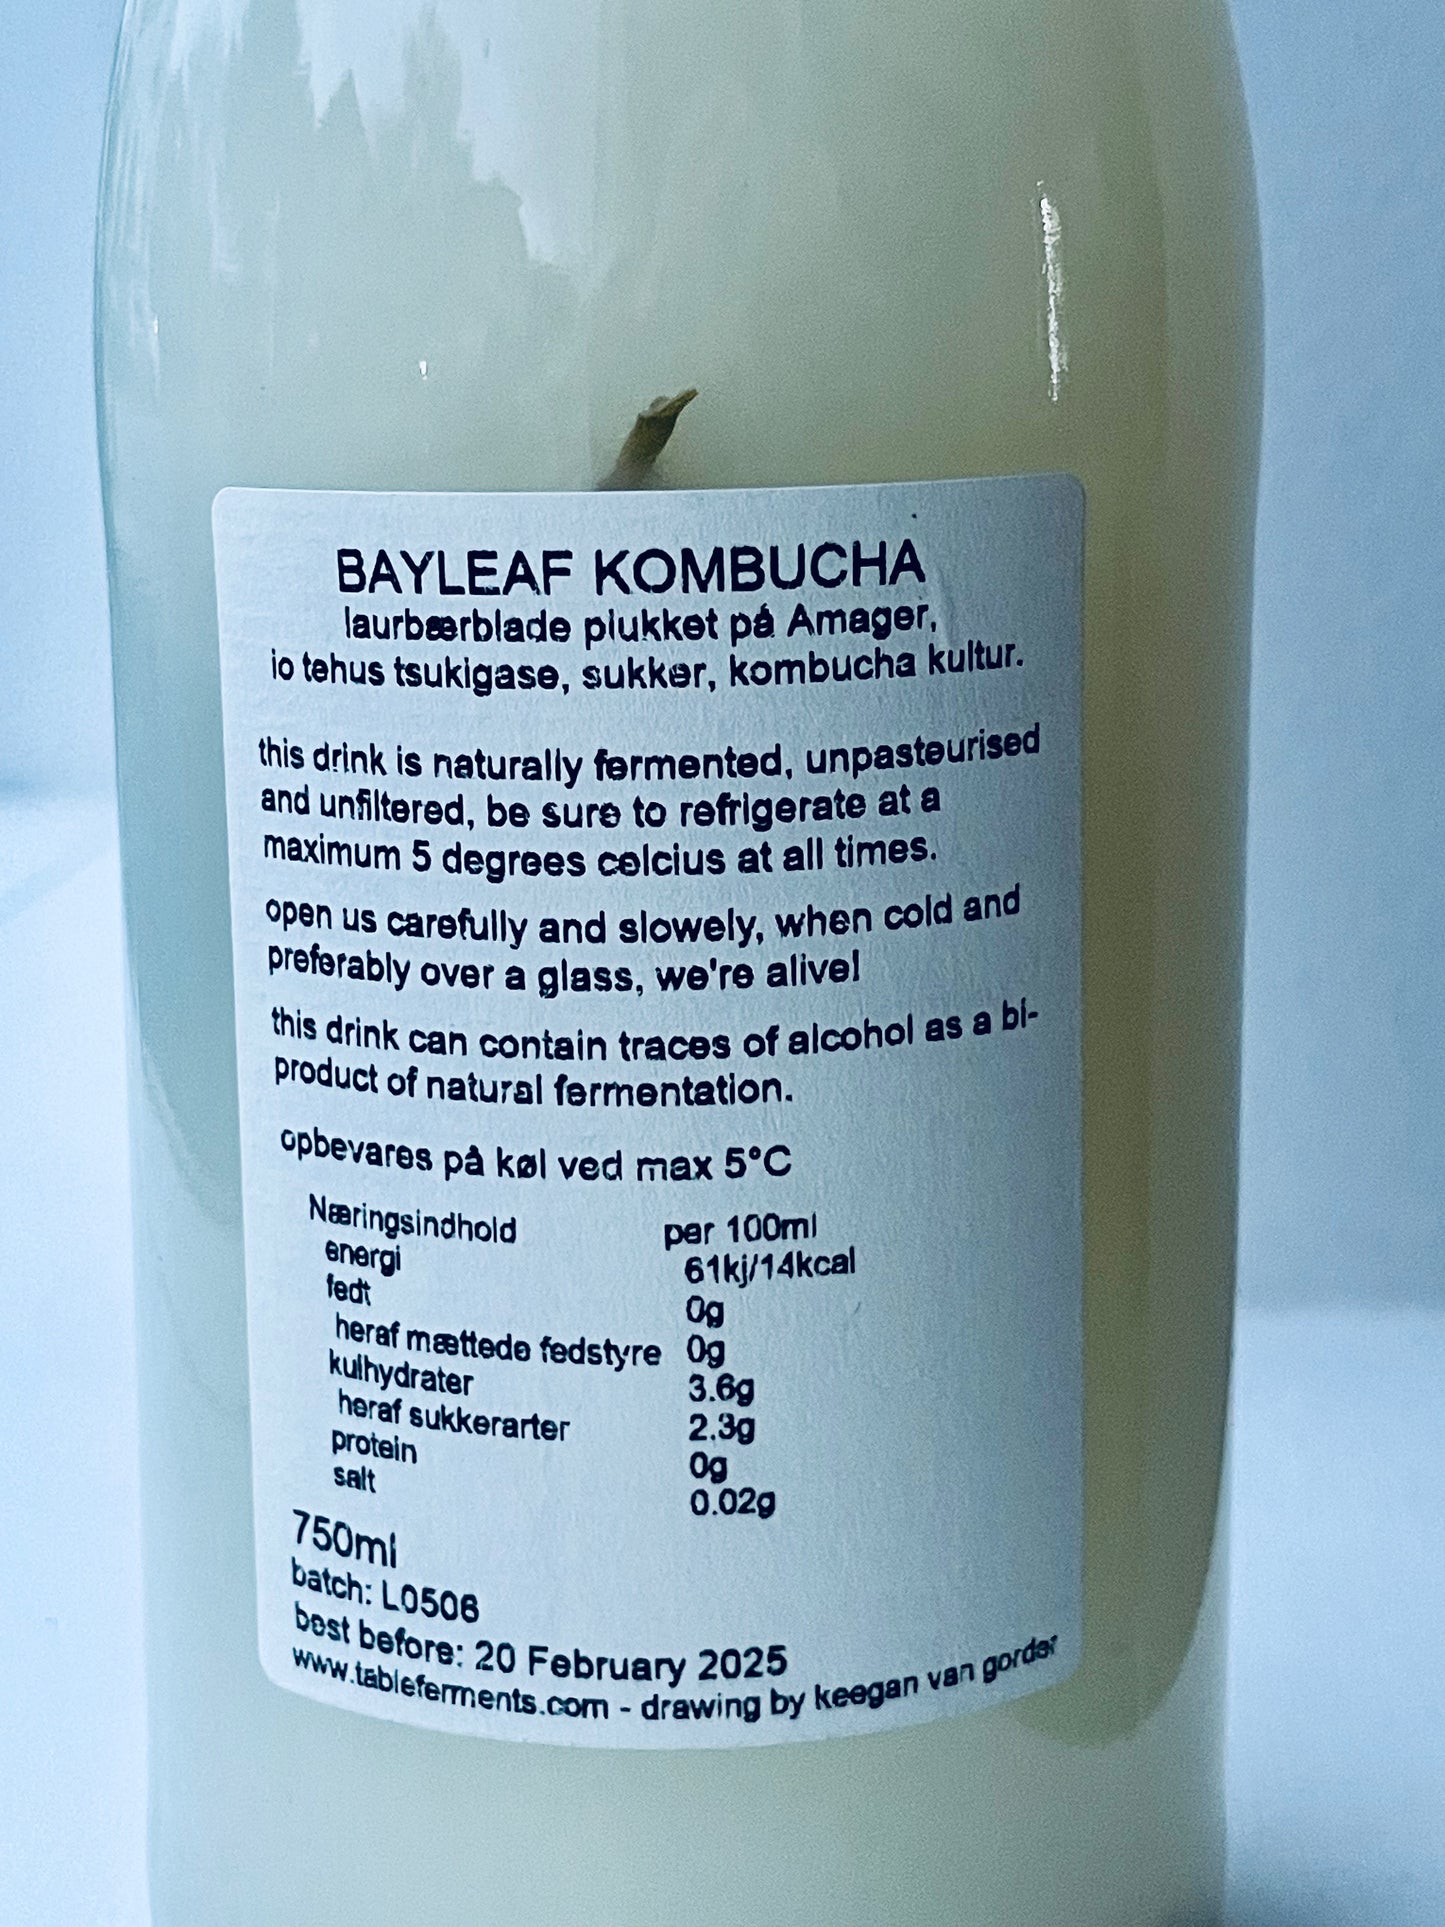 BAYLEAF KOMBUCHA
laurbærblade plukket på Amager,
io tehus tsukigase, sukker, kombucha kultur.
this drink is naturally fermented, unpasteurised
and unfiltered, be sure to refrigerate at a
maximum 5 degrees celcius at all times.
open us carefully and slowely, when cold and
preferably over a glass, we're alive!
this drink can contain traces of alcohol as a bi-
product of natural fermentation.
opbevares på køl ved max 5°C
Næringsindhold per 100ml
energi 61kj/14kcal
fedt 0g
heraf mættede fedstyre 0g
kulhydrater 3.6g
heraf sukkerarter 2.3g
protein 0g
salt 0.02g
750ml
batch: L0506
best before: 20 February 2025
www.tableferments.com - drawing by keegan van gorder